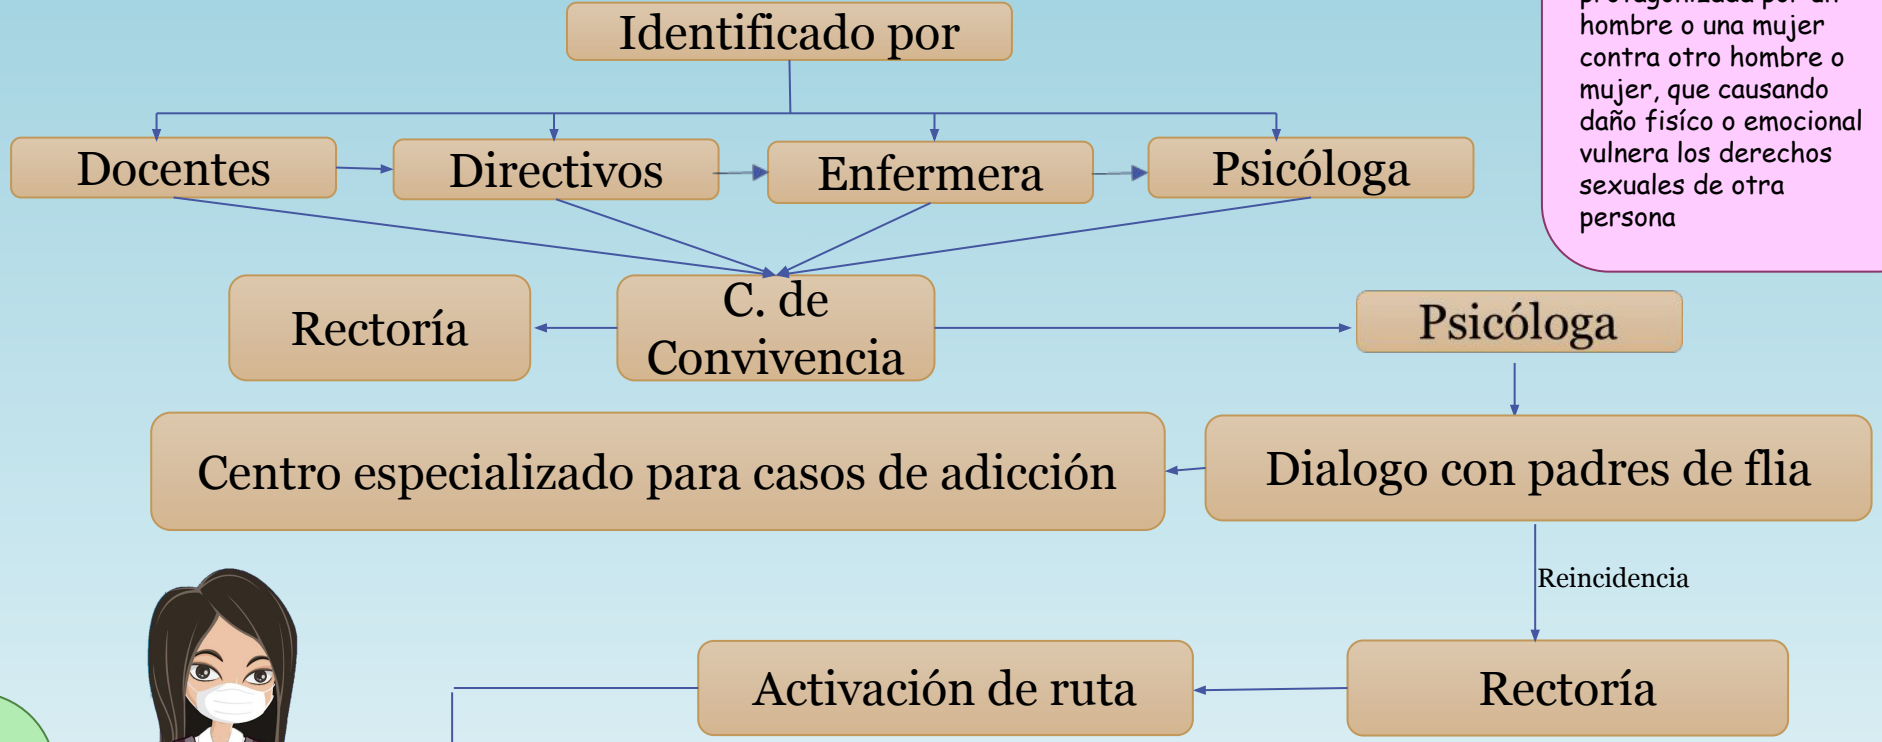 Identificado por
hombre o una mujer
contra otro hombre o
mujer, que causando
daño fisíco o emocional
vulnera los derechos
sexuales de otra
persona
Docentes
Directivos
Enfermera
Psicóloga
Rectoría
C. de
Convivencia
Psicóloga
Centro especializado para casos de adicción
Dialogo con padres de flia
Reincidencia
Activación de ruta
Rectoría